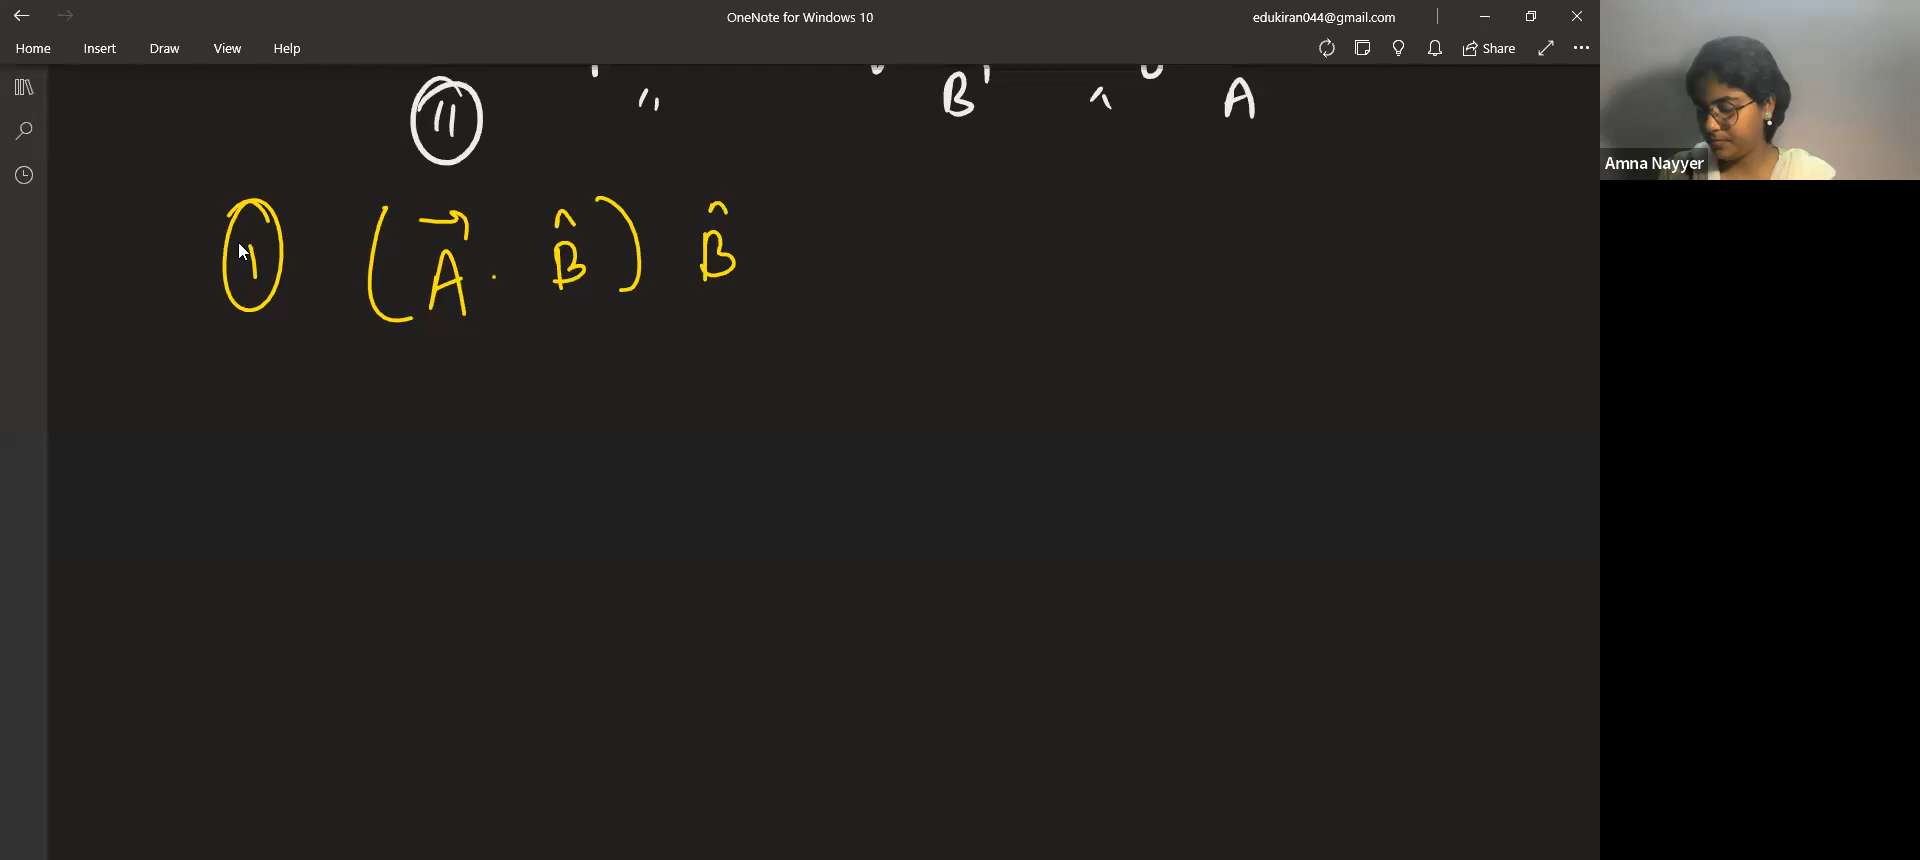 OneNote for Windows 10
edukiran044@gmail.com
Home Insert Draw View Help
Share
B A
(11)
Amna Nayyer
(1) ( A⃗ . B̂ ) B̂